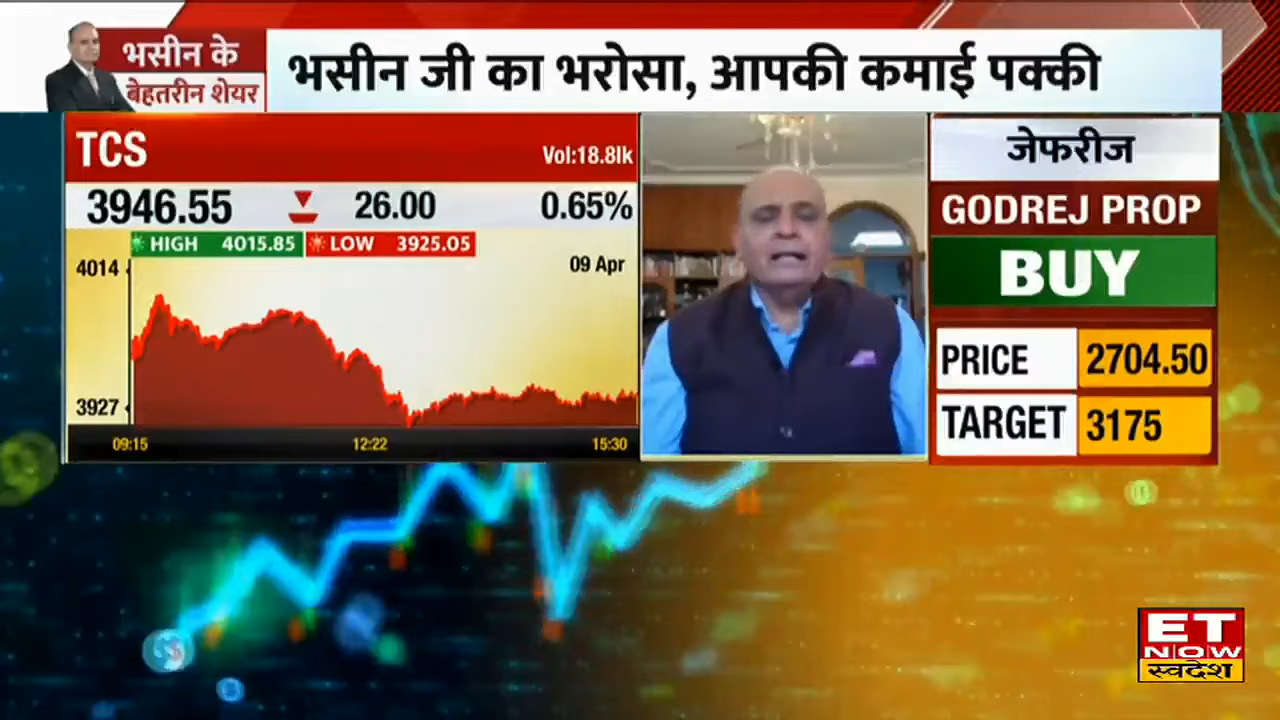 भसीन के
बेहतरीन शेयर
भसीन जी का भरोसा, आपकी कमाई पक्की
TCS
Vol:18.8lk
3946.55 26.00 0.65%
HIGH 4015.85 LOW 3925.05
09 Apr
4014
3927
09:15 12:22 15:30
जेफरीज
GODREJ PROP
BUY
PRICE 2704.50
TARGET 3175
ET
NOW
स्वदेश